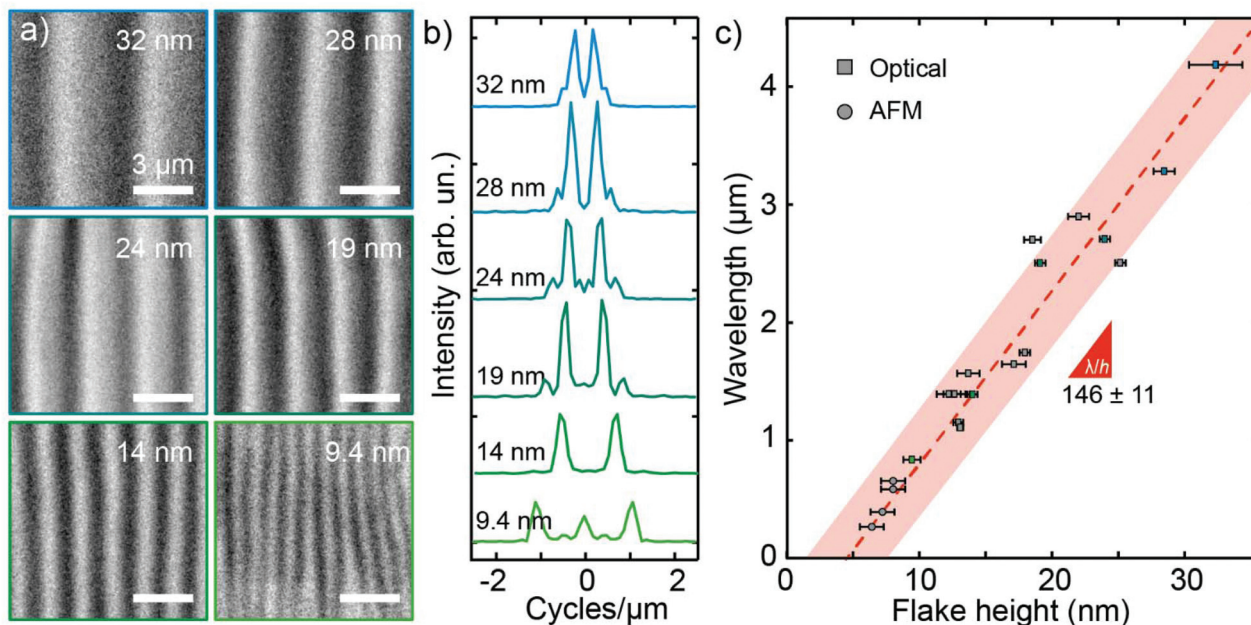 a)
32 nm
3 µm
28 nm
24 nm
19 nm
14 nm
9.4 nm
b)
Intensity (arb. un.)
32 nm
28 nm
24 nm
19 nm
14 nm
9.4 nm
-2
0
2
Cycles/µm
c)
Wavelength (µm)
4
3
2
1
0
Optical
AFM
λ/h
146 ± 11
0
10
20
30
Flake height (nm)